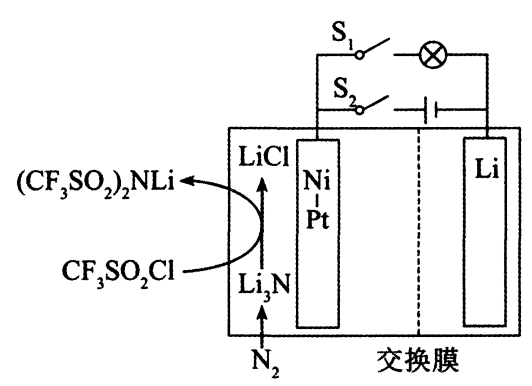 S₁
S₂
LiCl
(CF₃SO₂)₂NLi
Ni
Pt
Li
CF₃SO₂Cl
Li₃N
N₂
交换膜